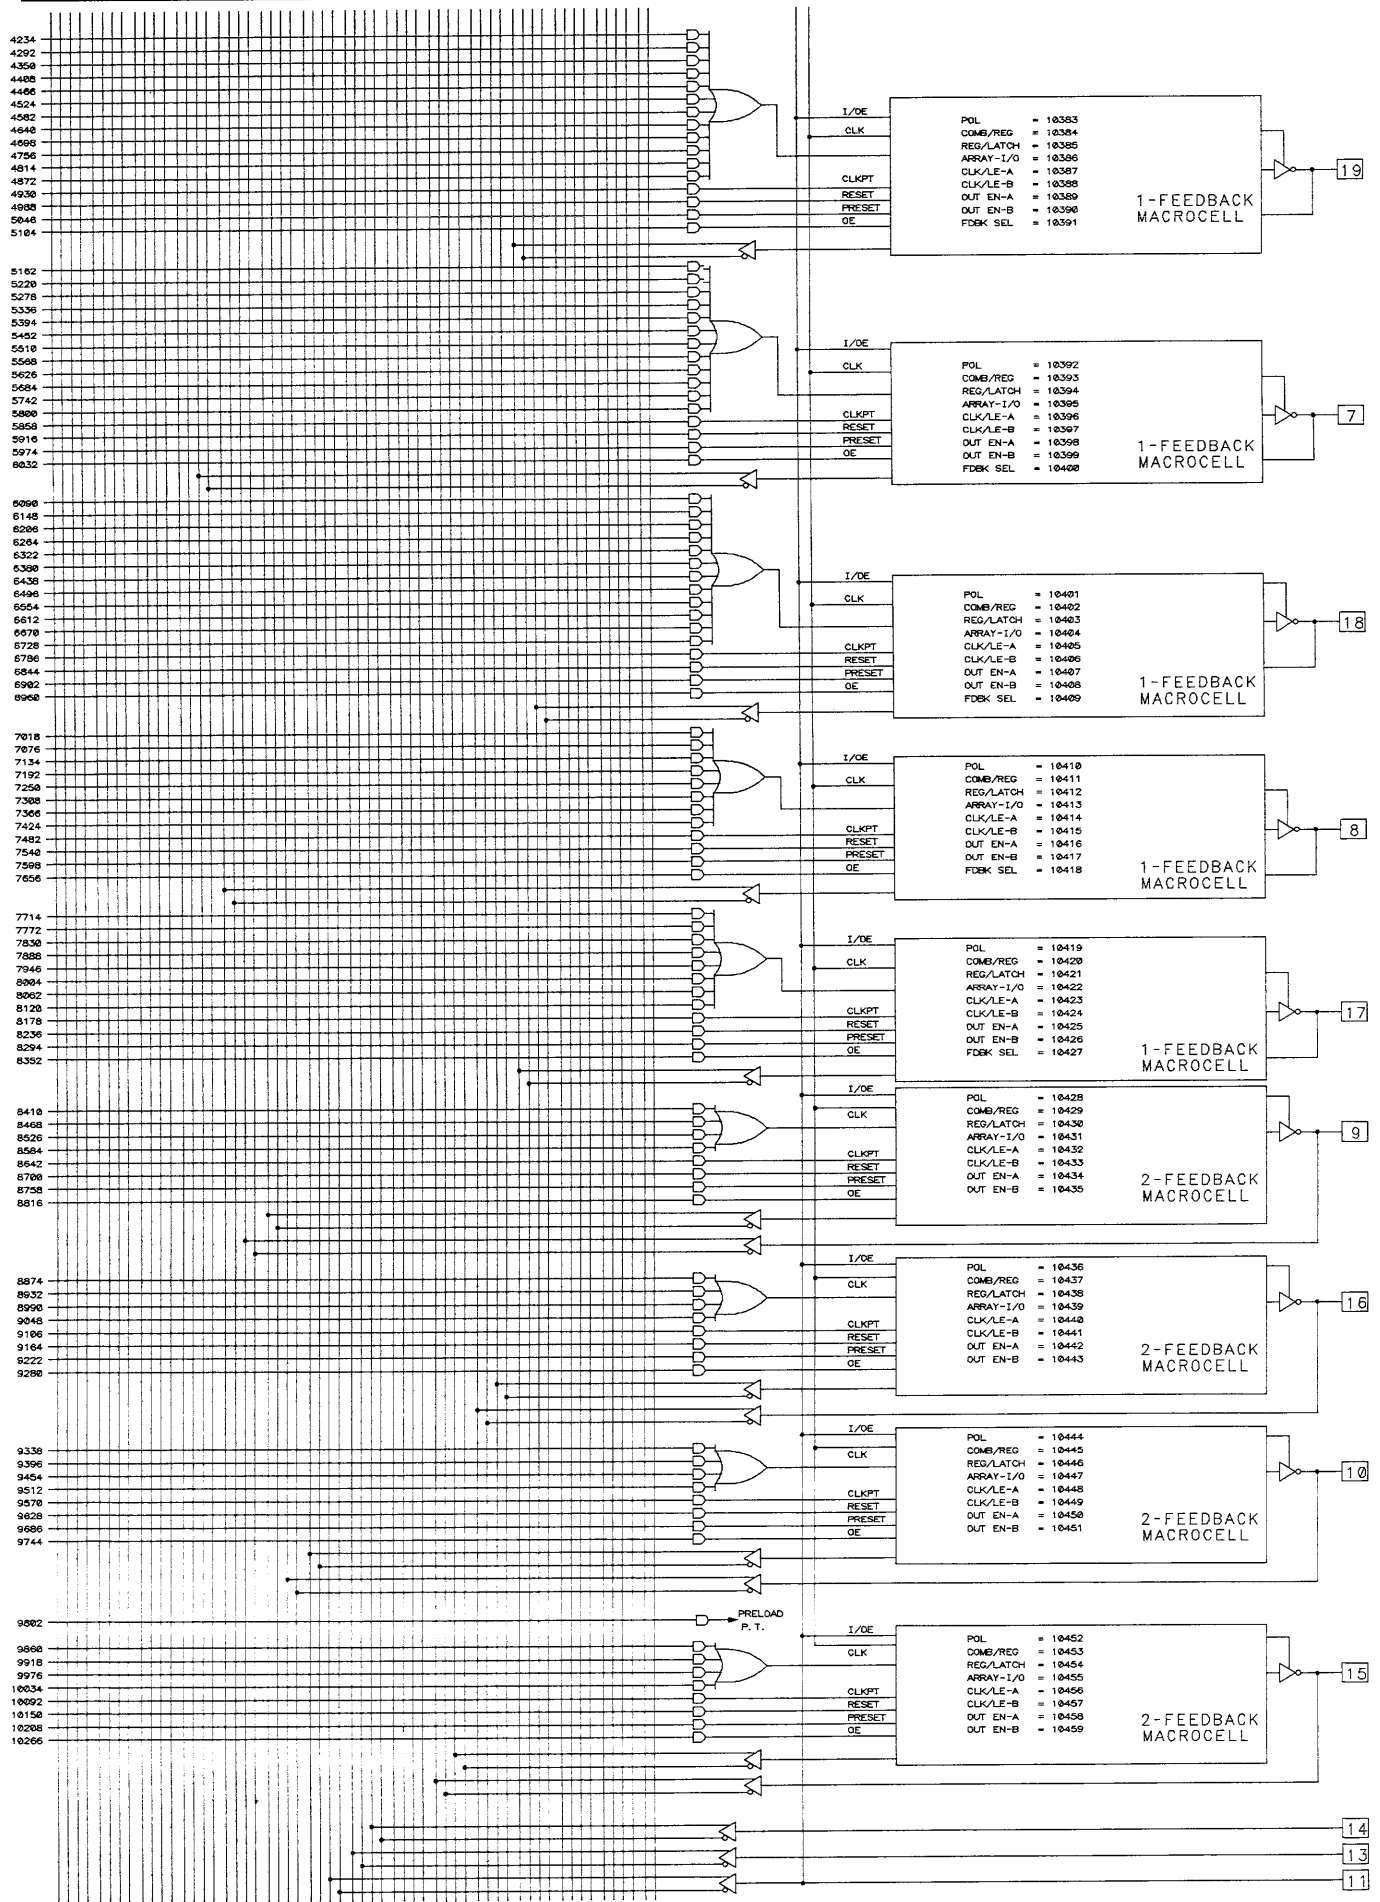 4234
4292
4350
4408
4466
4524
4582
4640
4698
4756
4814
4872
4930
4988
5046
5104
I/OE
CLK
CLKPT
RESET
PRESET
OE
POL = 10383
COMB/REG = 10384
REG/LATCH = 10385
ARRAY-I/O = 10386
CLK/LE-A = 10387
CLK/LE-B = 10388
OUT EN-A = 10389
OUT EN-B = 10390
FDBK SEL = 10391
1-FEEDBACK
MACROCELL
19
5162
5220
5278
5336
5394
5452
5510
5568
5626
5684
5742
5800
5858
5916
5974
6032
I/OE
CLK
CLKPT
RESET
PRESET
OE
POL = 10392
COMB/REG = 10393
REG/LATCH = 10394
ARRAY-I/O = 10395
CLK/LE-A = 10396
CLK/LE-B = 10397
OUT EN-A = 10398
OUT EN-B = 10399
FDBK SEL = 10400
1-FEEDBACK
MACROCELL
7
6090
6148
6206
6264
6322
6380
6438
6496
6554
6612
6670
6728
6786
6844
6902
6960
I/OE
CLK
CLKPT
RESET
PRESET
OE
POL = 10401
COMB/REG = 10402
REG/LATCH = 10403
ARRAY-I/O = 10404
CLK/LE-A = 10405
CLK/LE-B = 10406
OUT EN-A = 10407
OUT EN-B = 10408
FDBK SEL = 10409
1-FEEDBACK
MACROCELL
18
7018
7076
7134
7192
7250
7308
7366
7424
7482
7540
7598
7656
I/OE
CLK
CLKPT
RESET
PRESET
OE
POL = 10410
COMB/REG = 10411
REG/LATCH = 10412
ARRAY-I/O = 10413
CLK/LE-A = 10414
CLK/LE-B = 10415
OUT EN-A = 10416
OUT EN-B = 10417
FDBK SEL = 10418
1-FEEDBACK
MACROCELL
8
7714
7772
7830
7888
7946
8004
8062
8120
8178
8236
8294
8352
I/OE
CLK
CLKPT
RESET
PRESET
OE
POL = 10419
COMB/REG = 10420
REG/LATCH = 10421
ARRAY-I/O = 10422
CLK/LE-A = 10423
CLK/LE-B = 10424
OUT EN-A = 10425
OUT EN-B = 10426
FDBK SEL = 10427
1-FEEDBACK
MACROCELL
17
8410
8468
8526
8584
8642
8700
8758
8816
I/OE
CLK
CLKPT
RESET
PRESET
OE
POL = 10428
COMB/REG = 10429
REG/LATCH = 10430
ARRAY-I/O = 10431
CLK/LE-A = 10432
CLK/LE-B = 10433
OUT EN-A = 10434
OUT EN-B = 10435
2-FEEDBACK
MACROCELL
9
8874
8932
8990
9048
9106
9164
9222
9280
I/OE
CLK
CLKPT
RESET
PRESET
OE
POL = 10436
COMB/REG = 10437
REG/LATCH = 10438
ARRAY-I/O = 10439
CLK/LE-A = 10440
CLK/LE-B = 10441
OUT EN-A = 10442
OUT EN-B = 10443
2-FEEDBACK
MACROCELL
16
9338
9396
9454
9512
9570
9628
9686
9744
I/OE
CLK
CLKPT
RESET
PRESET
OE
POL = 10444
COMB/REG = 10445
REG/LATCH = 10446
ARRAY-I/O = 10447
CLK/LE-A = 10448
CLK/LE-B = 10449
OUT EN-A = 10450
OUT EN-B = 10451
2-FEEDBACK
MACROCELL
10
9802
PRELOAD
P.T.
9860
9918
9976
10034
10092
10150
10208
10266
I/OE
CLK
CLKPT
RESET
PRESET
OE
POL = 10452
COMB/REG = 10453
REG/LATCH = 10454
ARRAY-I/O = 10455
CLK/LE-A = 10456
CLK/LE-B = 10457
OUT EN-A = 10458
OUT EN-B = 10459
2-FEEDBACK
MACROCELL
15
14
13
11